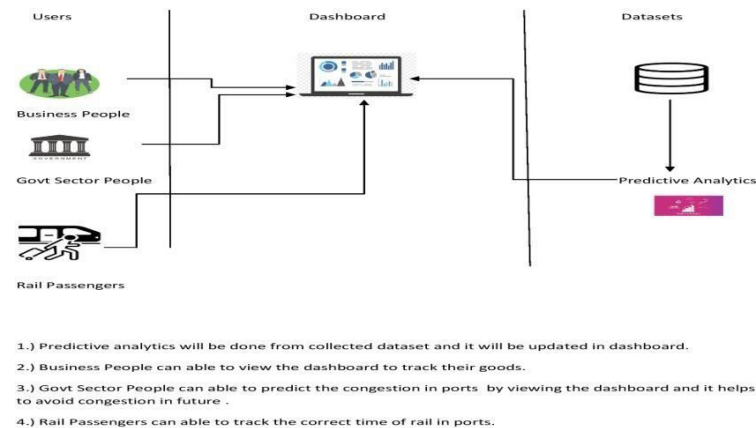 Users
Dashboard
Datasets
Business People
GOVERNMENT
Govt Sector People
Predictive Analytics
Rail Passengers
1.) Predictive analytics will be done from collected dataset and it will be updated in dashboard.
2.) Business People can able to view the dashboard to track their goods.
3.) Govt Sector People can able to predict the congestion in ports by viewing the dashboard and it helps
to avoid congestion in future .
4.) Rail Passengers can able to track the correct time of rail in ports.